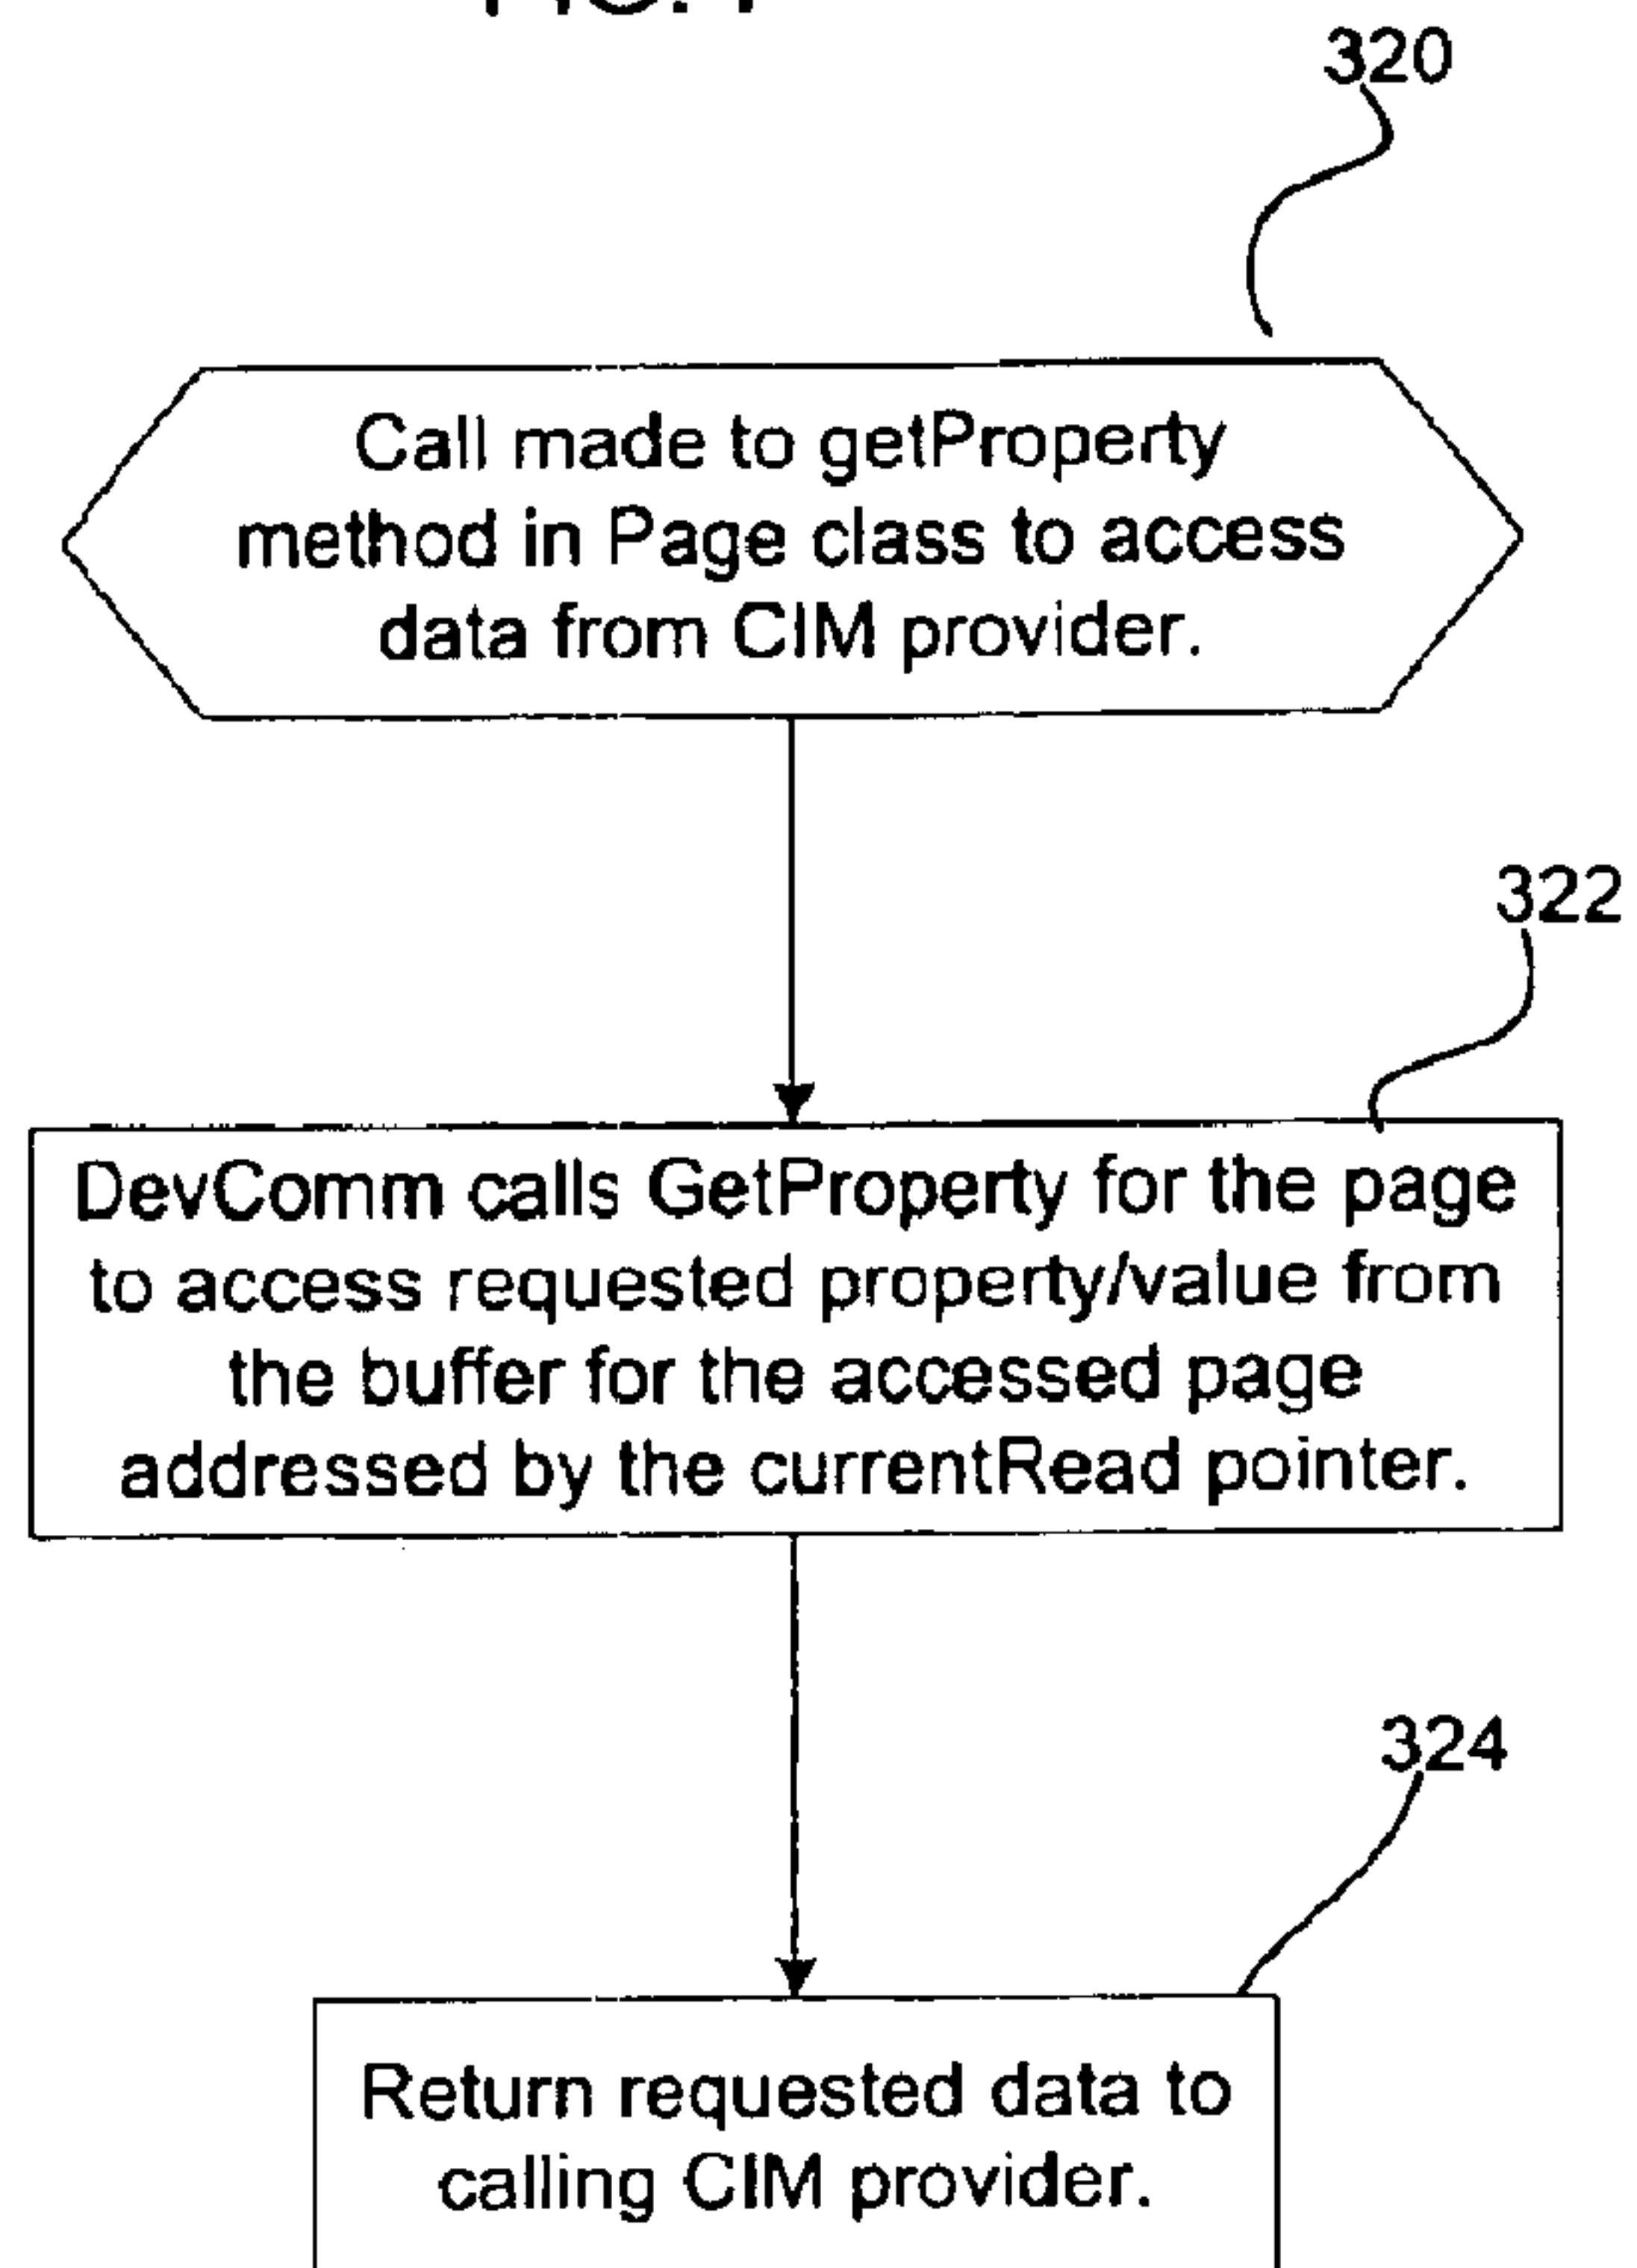 320
Call made to getProperty
method in Page class to access
data from CIM provider.
322
DevComm calls GetProperty for the page
to access requested property/value from
the buffer for the accessed page
addressed by the currentRead pointer.
324
Return requested data to
calling CIM provider.